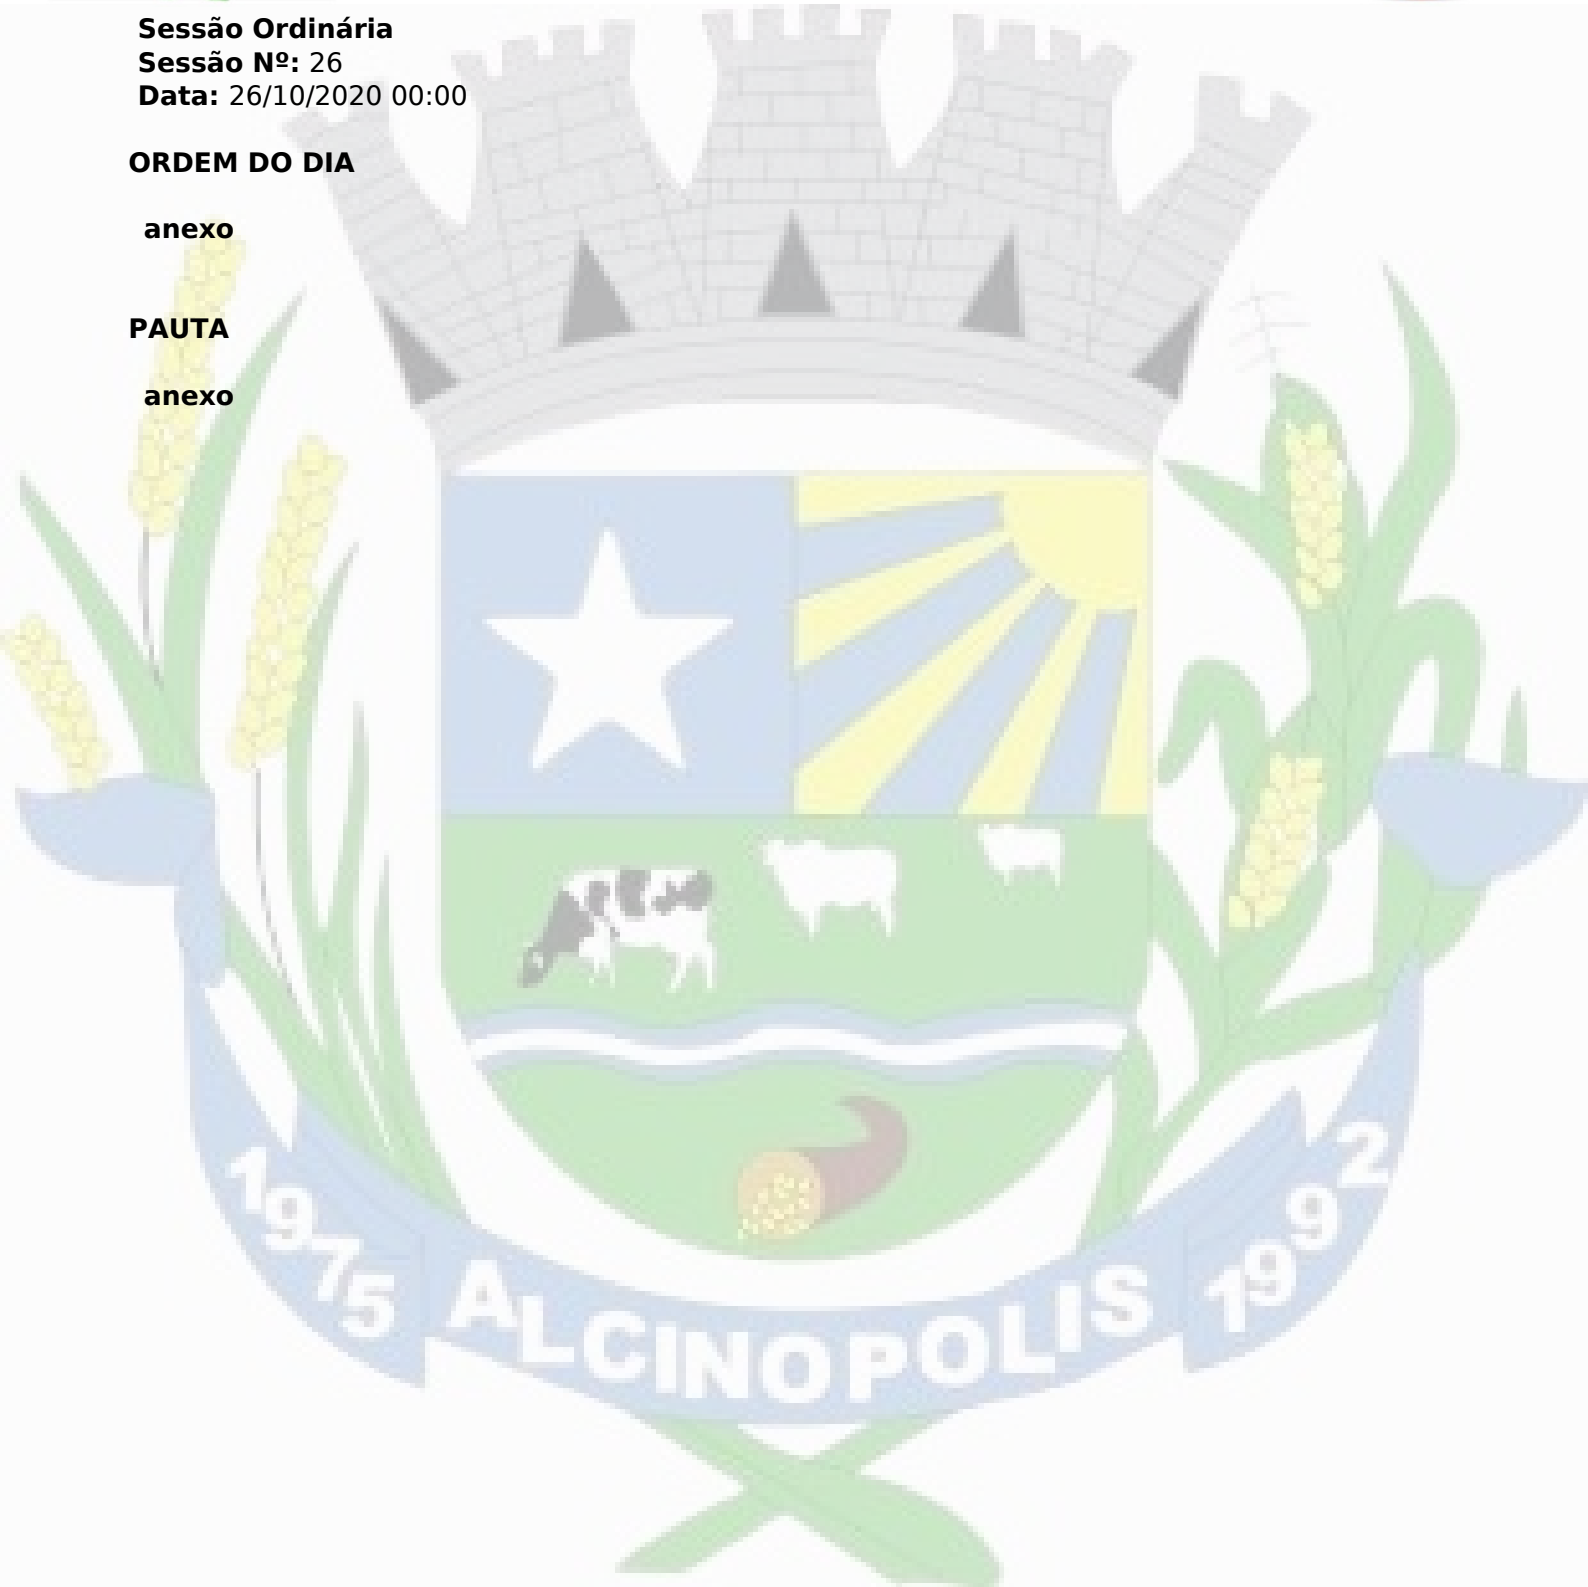 Sessão Ordinária
Sessão Nº: 26
Data: 26/10/2020 00:00
ORDEM DO DIA
anexo
PAUTA
anexo
1975
ALCINOPOLIS
1992